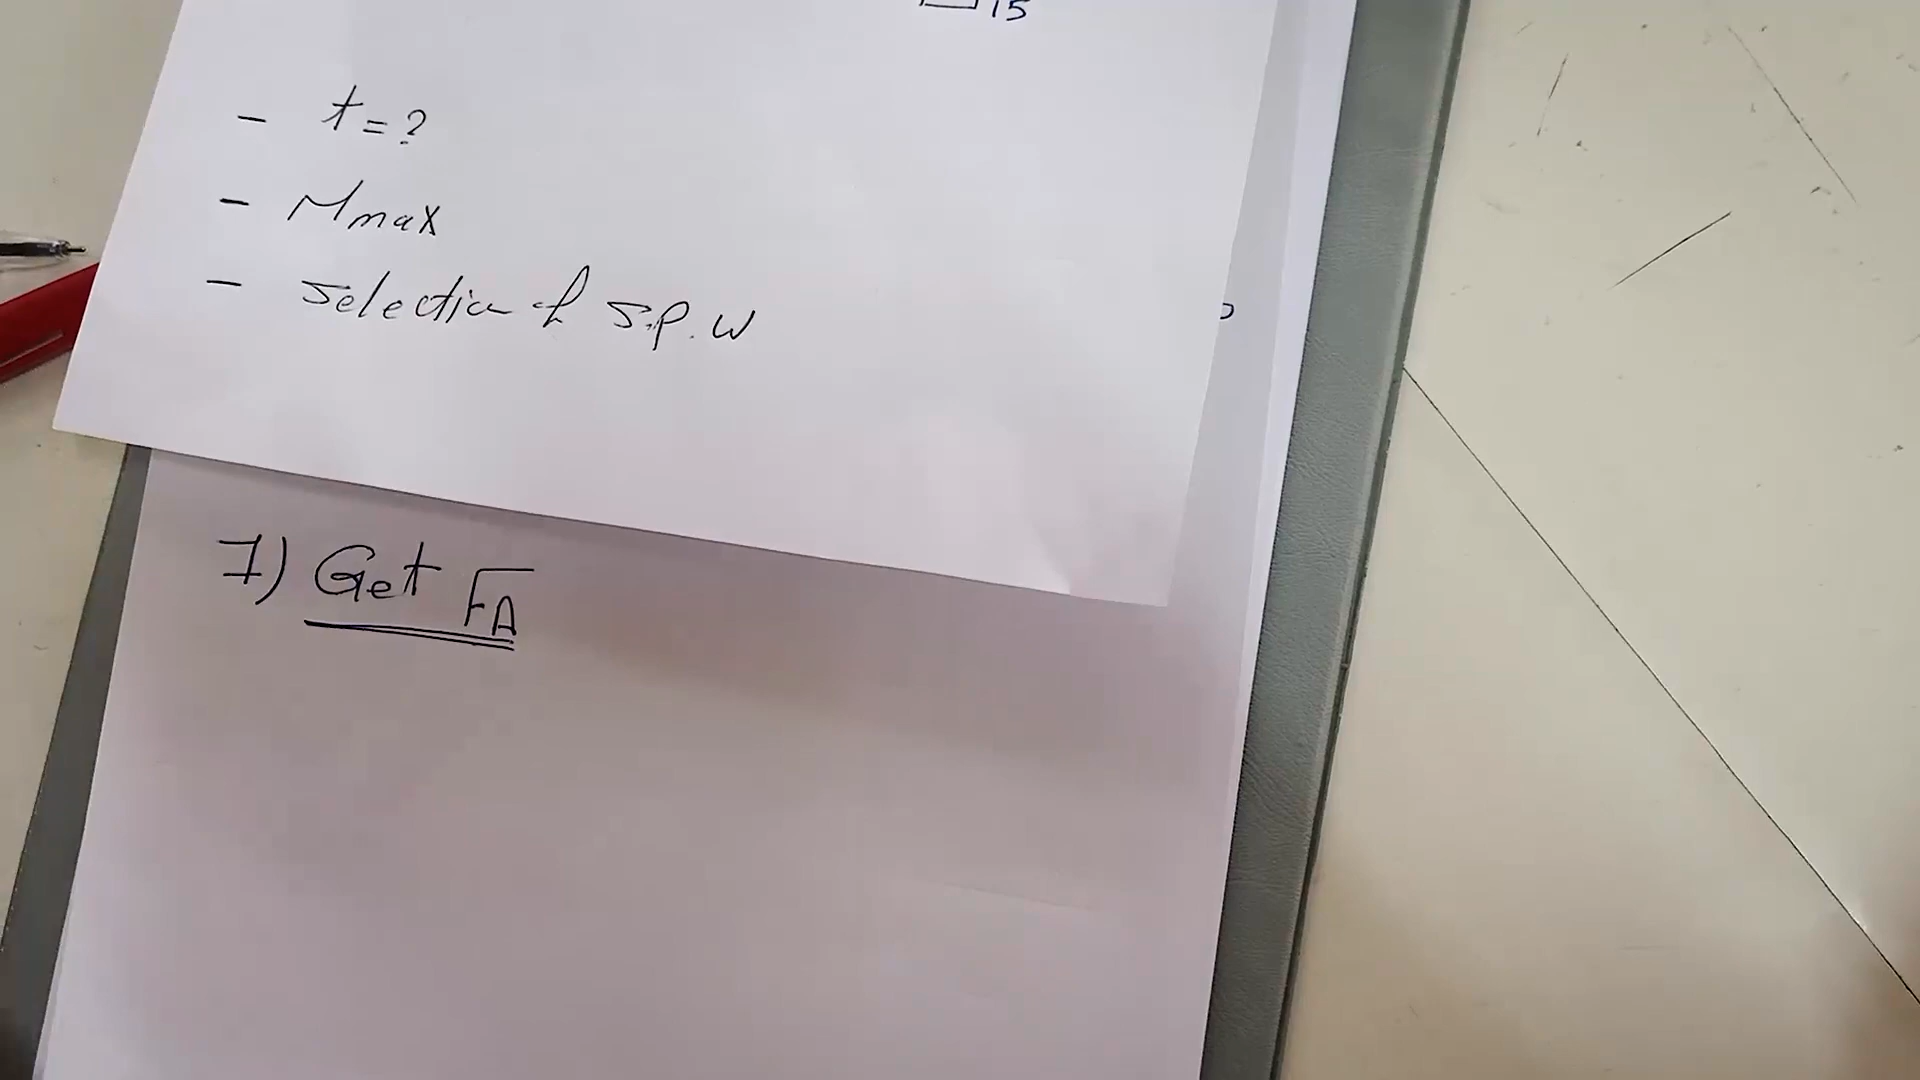 15
- t = ?
- Mmax
- Selection of S.P.W
7) Get FA